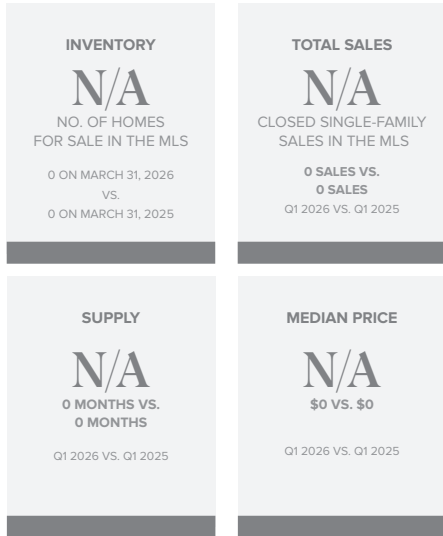 INVENTORY
N/A
NO. OF HOMES
FOR SALE IN THE MLS
0 ON MARCH 31, 2026
VS.
0 ON MARCH 31, 2025
TOTAL SALES
N/A
CLOSED SINGLE-FAMILY
SALES IN THE MLS
0 SALES VS.
0 SALES
Q1 2026 VS. Q1 2025
SUPPLY
N/A
0 MONTHS VS.
0 MONTHS
Q1 2026 VS. Q1 2025
MEDIAN PRICE
N/A
$0 VS. $0
Q1 2026 VS. Q1 2025